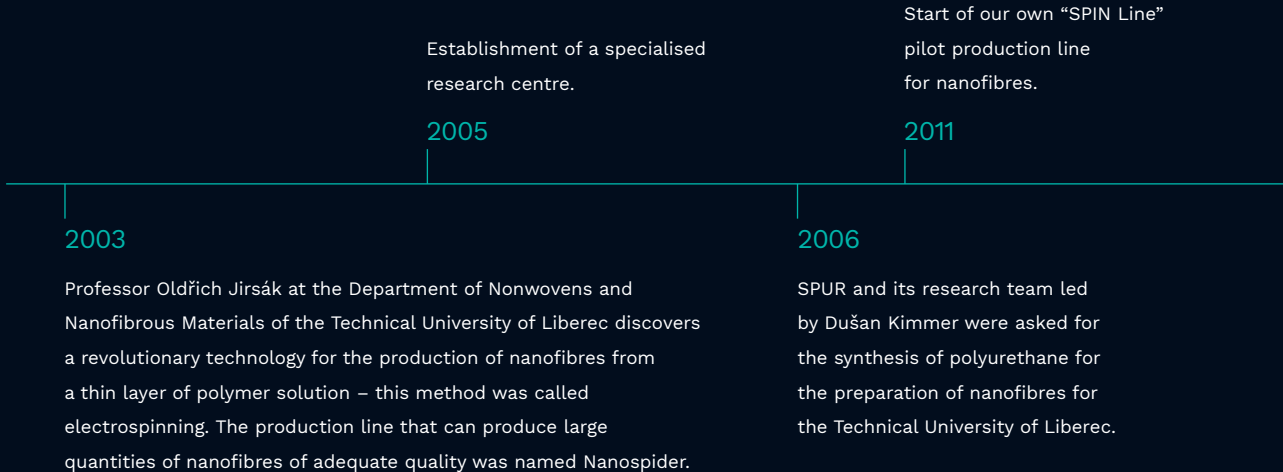 Start of our own “SPIN Line”
pilot production line
for nanofibres.
Establishment of a specialised
research centre.
2005
2011
2003
2006
Professor Oldřich Jirsák at the Department of Nonwovens and
Nanofibrous Materials of the Technical University of Liberec discovers
a revolutionary technology for the production of nanofibres from
a thin layer of polymer solution – this method was called
electrospinning. The production line that can produce large
quantities of nanofibres of adequate quality was named Nanospider.
SPUR and its research team led
by Dušan Kimmer were asked for
the synthesis of polyurethane for
the preparation of nanofibres for
the Technical University of Liberec.